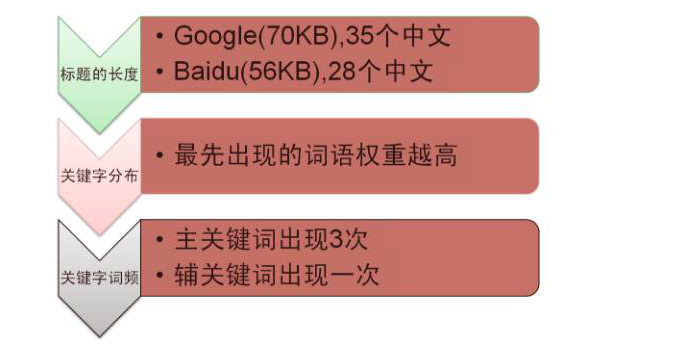 标题的长度
• Google(70KB),35个中文
• Baidu(56KB),28个中文
关键字分布
• 最先出现的词语权重越高
关键字词频
• 主关键词出现3次
• 辅关键词出现一次